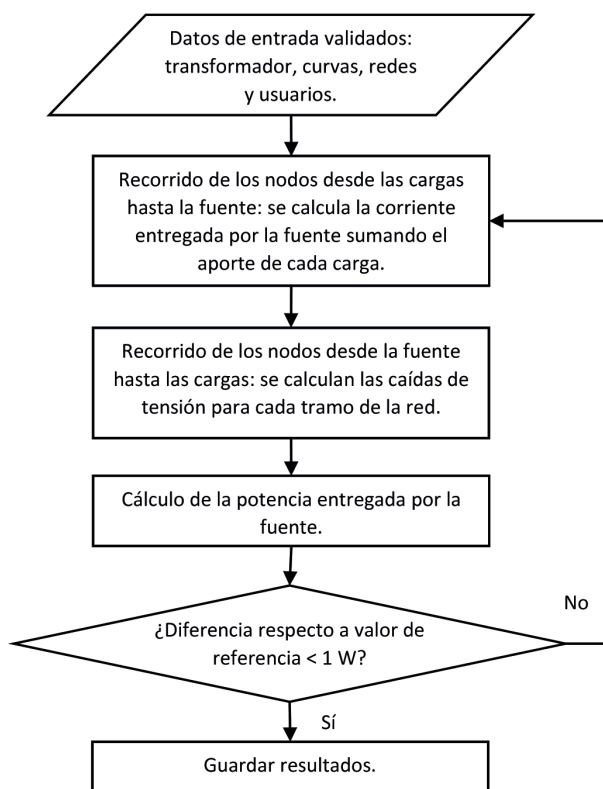 Datos de entrada validados:
transformador, curvas, redes
y usuarios.
Recorrido de los nodos desde las cargas
hasta la fuente: se calcula la corriente
entregada por la fuente sumando el
aporte de cada carga.
Recorrido de los nodos desde la fuente
hasta las cargas: se calculan las caídas de
tensión para cada tramo de la red.
Cálculo de la potencia entregada por la
fuente.
¿Diferencia respecto a valor de
referencia < 1 W?
No
Sí
Guardar resultados.